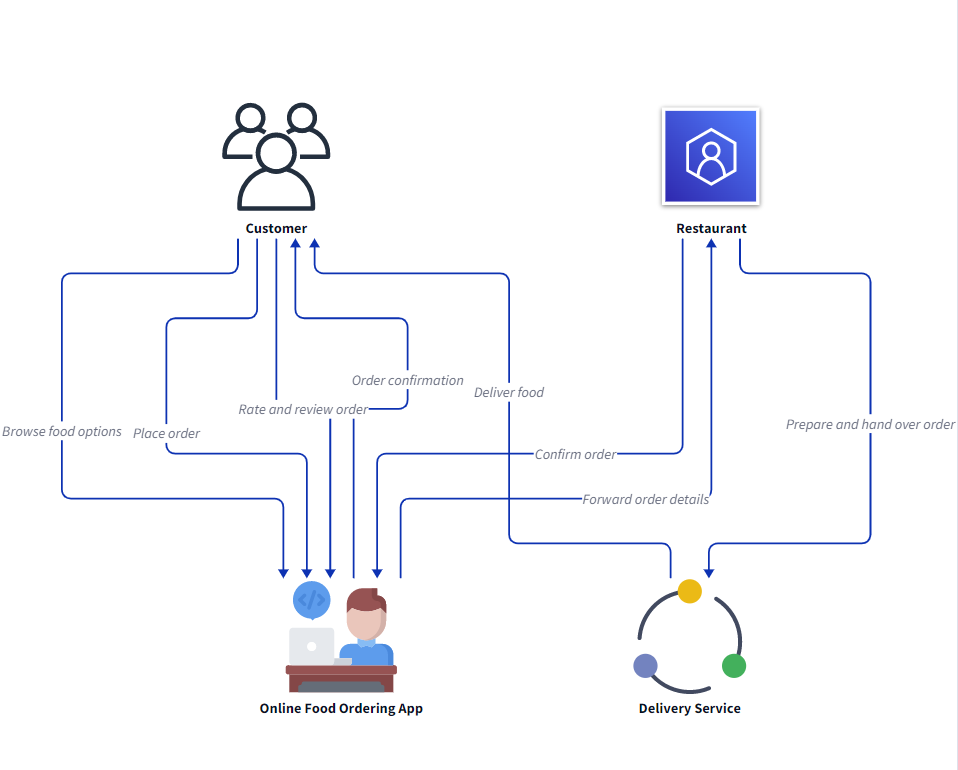 Customer
Restaurant
Order confirmation
Deliver food
Rate and review order
Prepare and hand over order
Browse food options
Place order
Confirm order
Forward order details
</>
Online Food Ordering App
Delivery Service